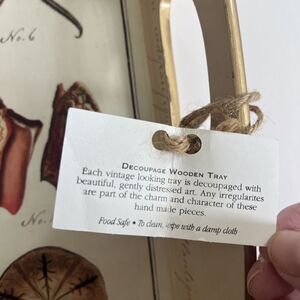 No. 6
DECOUPAGE WOODEN TRAY
Each vintage looking tray is decoupaged with
beautiful, gently distressed art. Any irregularites
are part of the charm and character of these
hand made pieces.
Food Safe • To clean, wipe with a damp cloth
No.